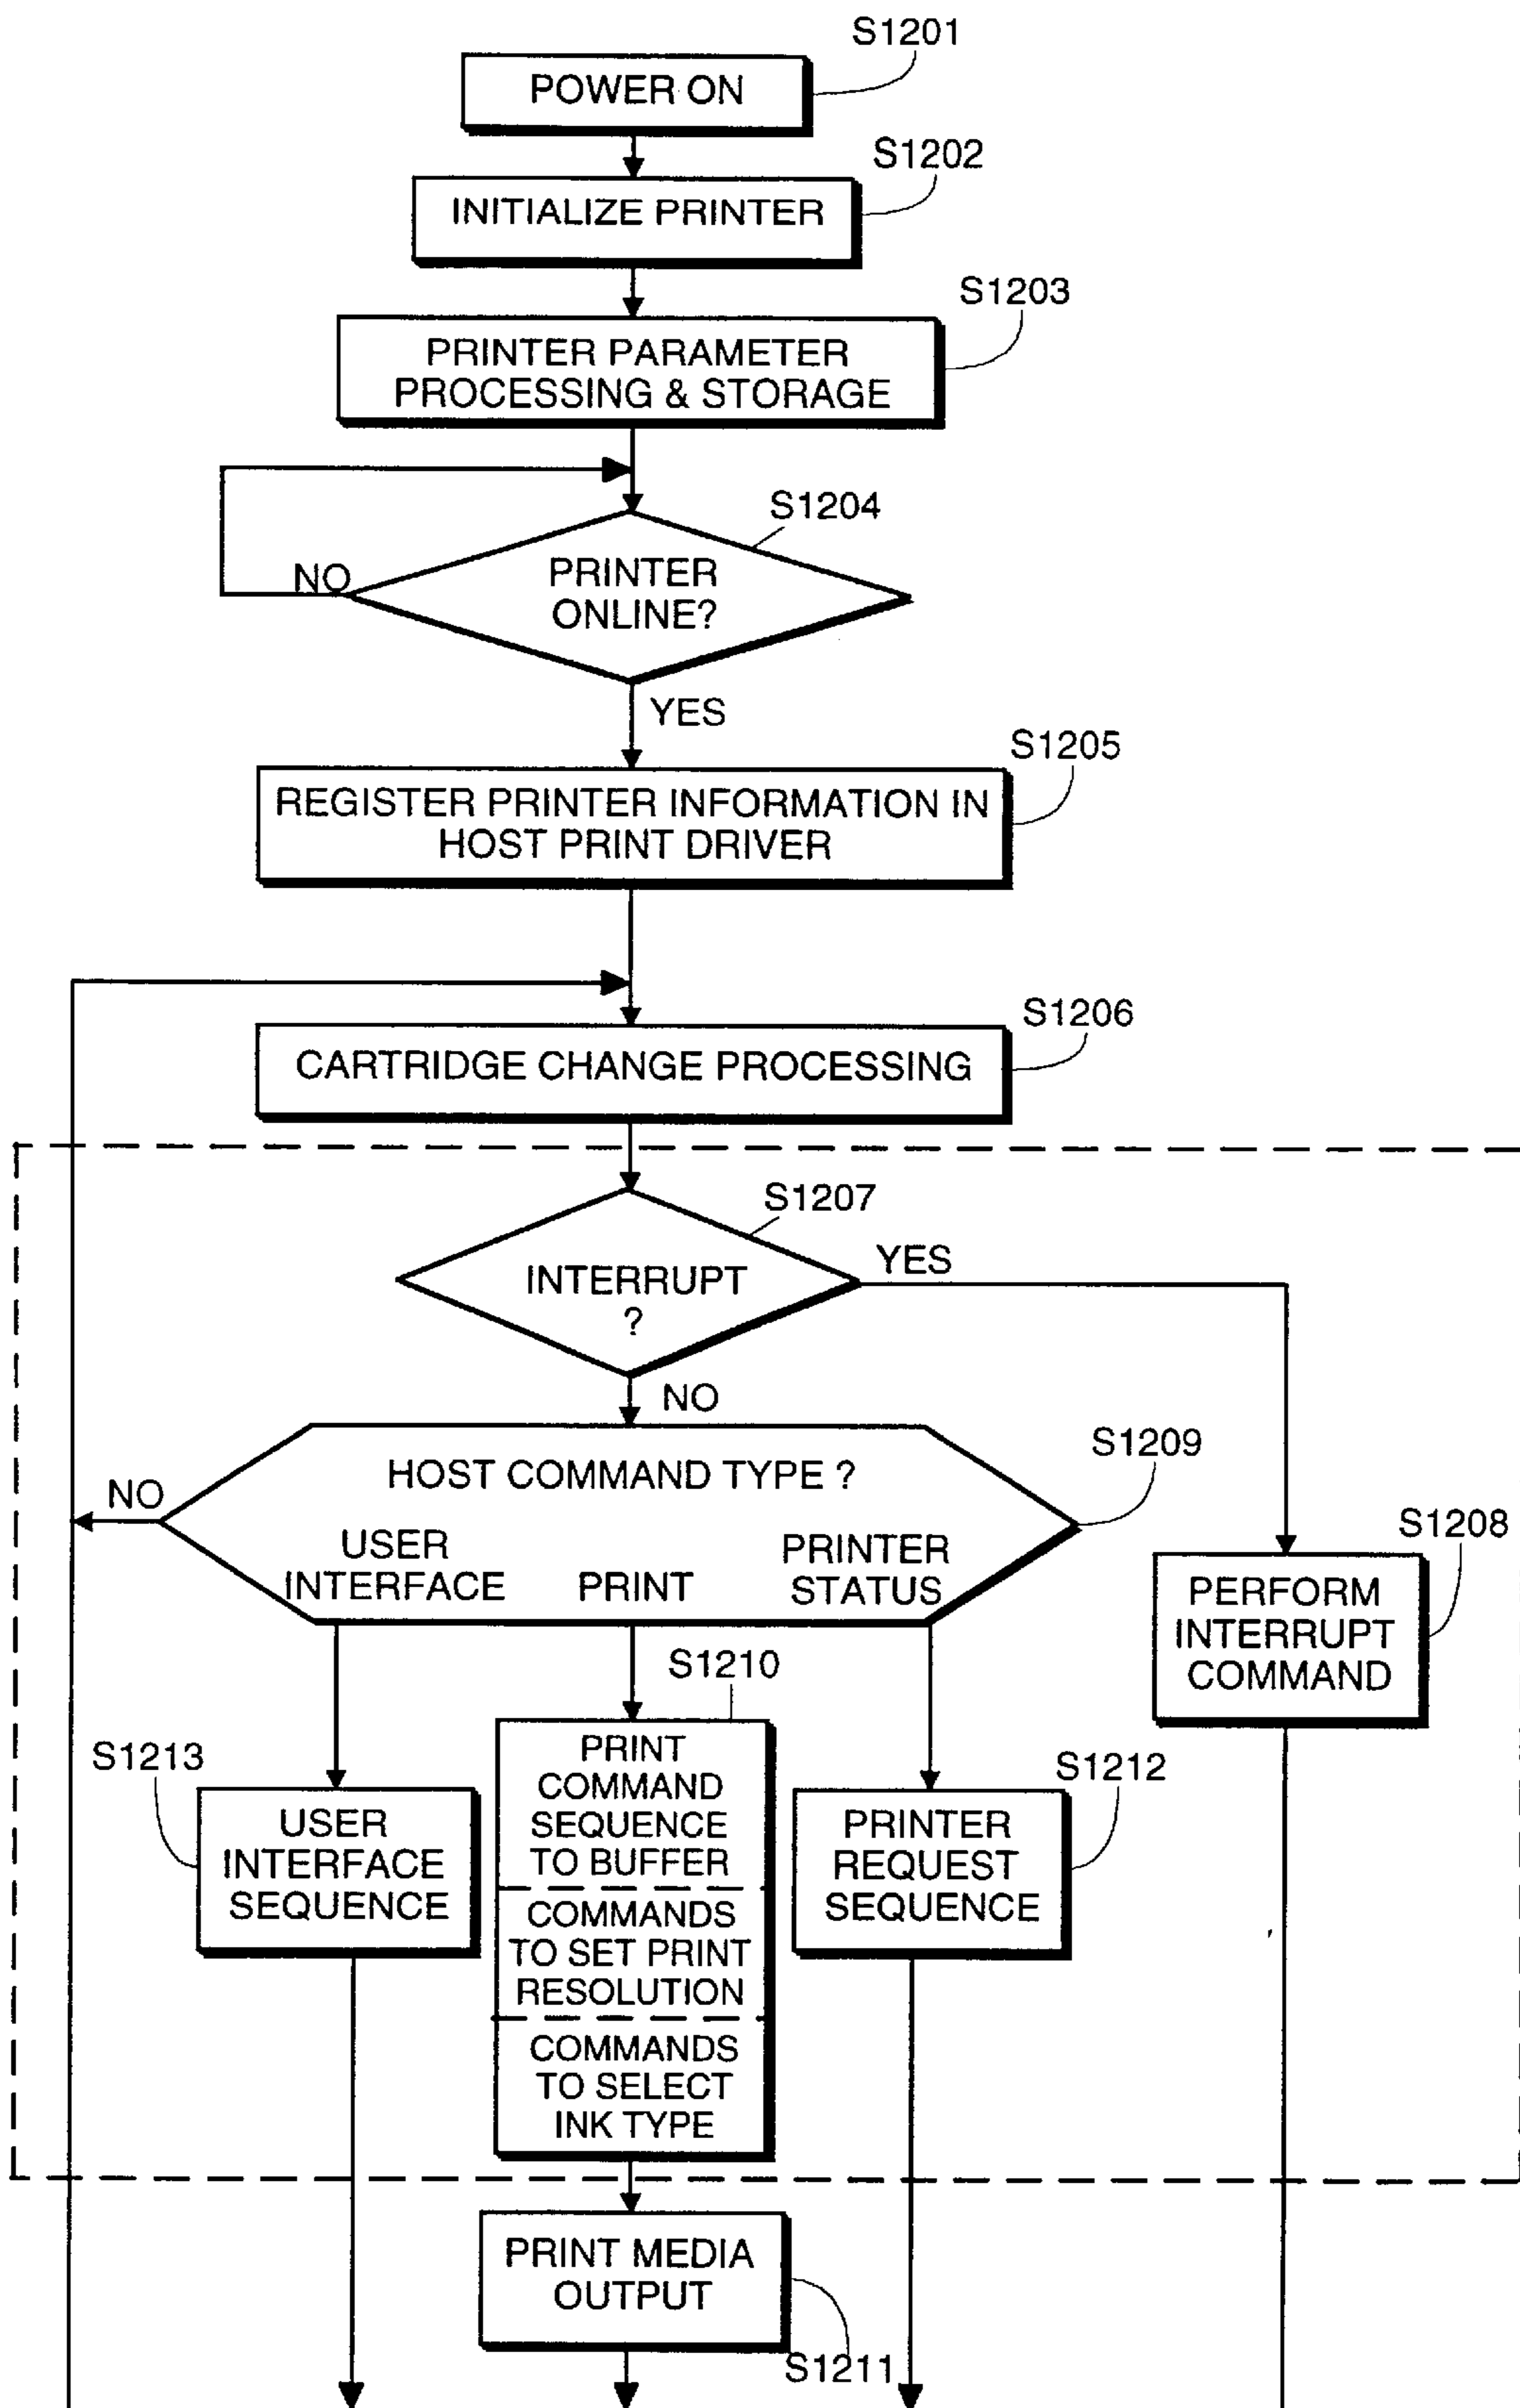 S1201
POWER ON
S1202
INITIALIZE PRINTER
S1203
PRINTER PARAMETER
PROCESSING & STORAGE
S1204
NO
PRINTER
ONLINE?
YES
S1205
REGISTER PRINTER INFORMATION IN
HOST PRINT DRIVER
S1206
CARTRIDGE CHANGE PROCESSING
S1207
YES
INTERRUPT
?
NO
S1209
HOST COMMAND TYPE ?
NO
USER
INTERFACE
PRINT
PRINTER
STATUS
S1208
PERFORM
INTERRUPT
COMMAND
S1213
USER
INTERFACE
SEQUENCE
S1210
PRINT
COMMAND
SEQUENCE
TO BUFFER
COMMANDS
TO SET PRINT
RESOLUTION
COMMANDS
TO SELECT
INK TYPE
S1212
PRINTER
REQUEST
SEQUENCE
PRINT MEDIA
OUTPUT
S1211